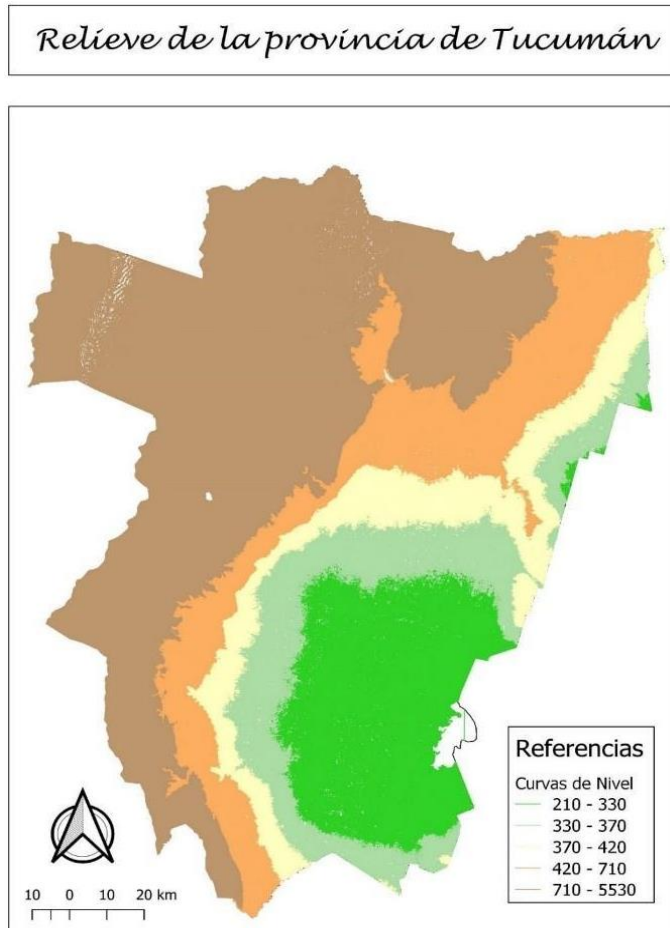 Relieve de la provincia de Tucumán
Referencias
Curvas de Nivel
210 - 330
330 - 370
370 - 420
420 - 710
710 - 5530
10 0 10 20 km